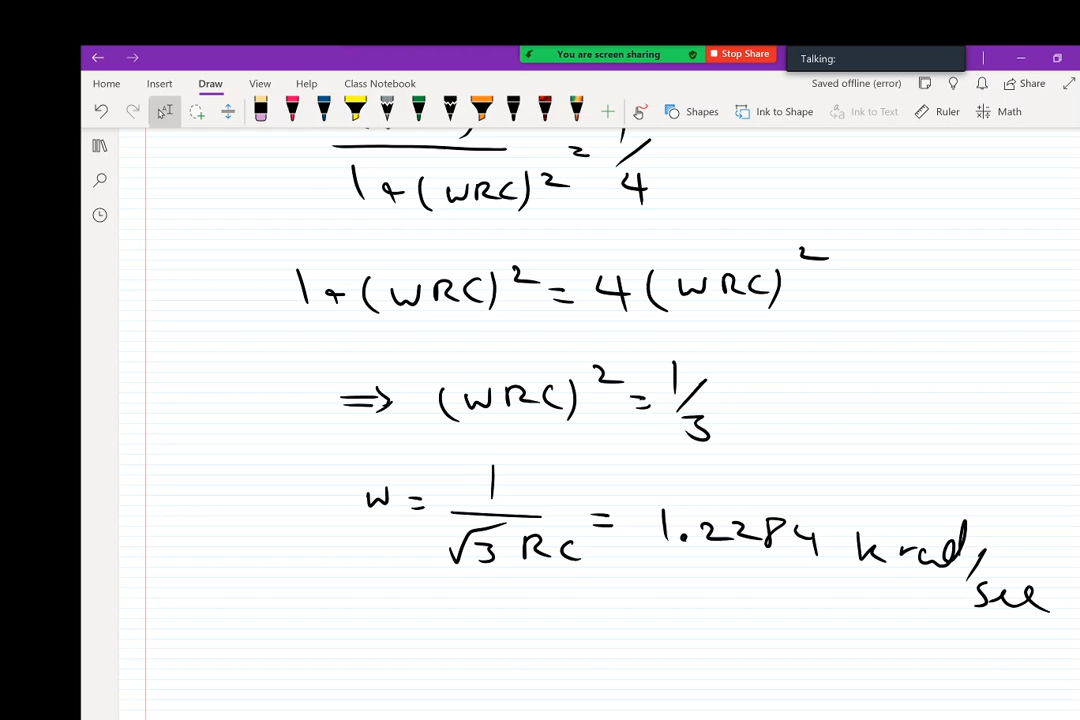 You are screen sharing Stop Share Talking:
Home Insert Draw View Help Class Notebook Saved offline (error) Share
Shapes Ink to Shape Ink to Text Ruler Math
1+(WRC)² = 1/4
1+(WRC)² = 4(WRC)²
⇒ (WRC)² = 1/3
W = 1/√3 RC = 1.2284 k rad/sec